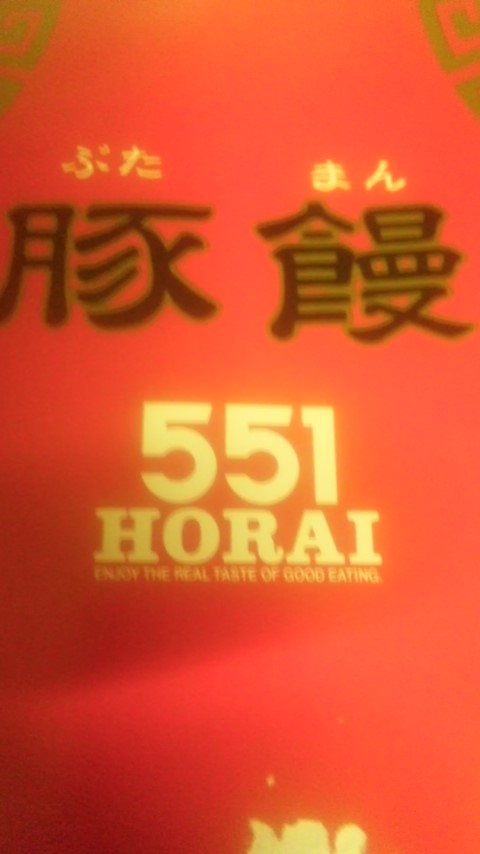 ぶた まん
豚饅
551
HORAI
ENJOY THE REAL TASTE OF GOOD EATING.